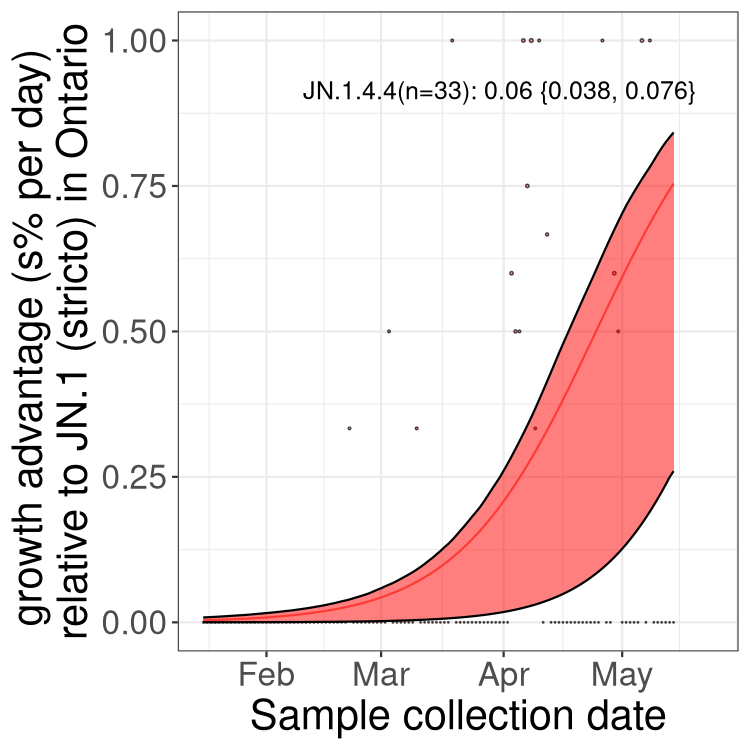 growth advantage (s% per day)
relative to JN.1 (stricto) in Ontario
1.00
0.75
0.50
0.25
0.00
JN.1.4.4(n=33): 0.06 {0.038, 0.076}
Feb Mar Apr May
Sample collection date